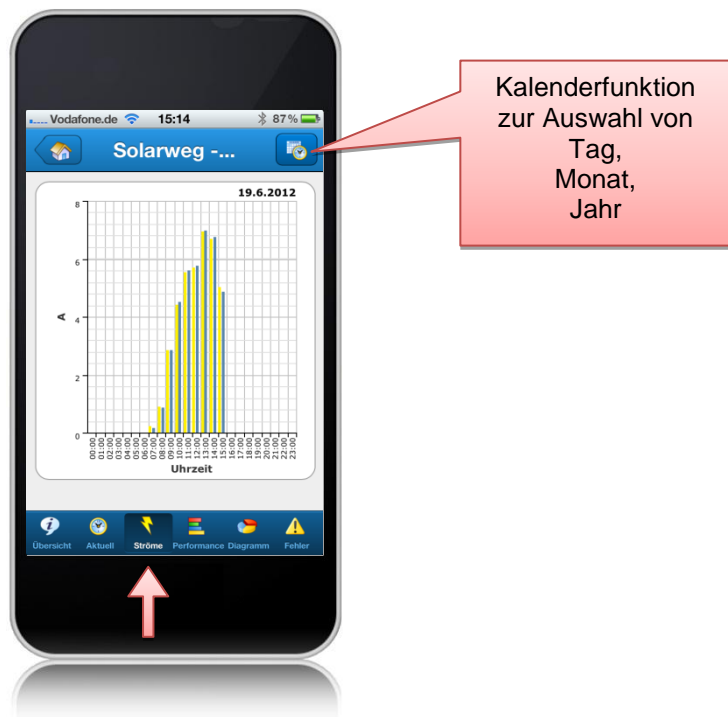 Vodafone.de 15:14 87%
Solarweg -...
Kalenderfunktion
zur Auswahl von
Tag,
Monat,
Jahr
19.6.2012
8
6
A
4
2
0
00:00 01:00 02:00 03:00 04:00 05:00 06:00 07:00 08:00 09:00 10:00 11:00 12:00 13:00 14:00 15:00 16:00 17:00 18:00 19:00 20:00 21:00 22:00 23:00
Uhrzeit
Übersicht Aktuell Ströme Performance Diagramm Fehler